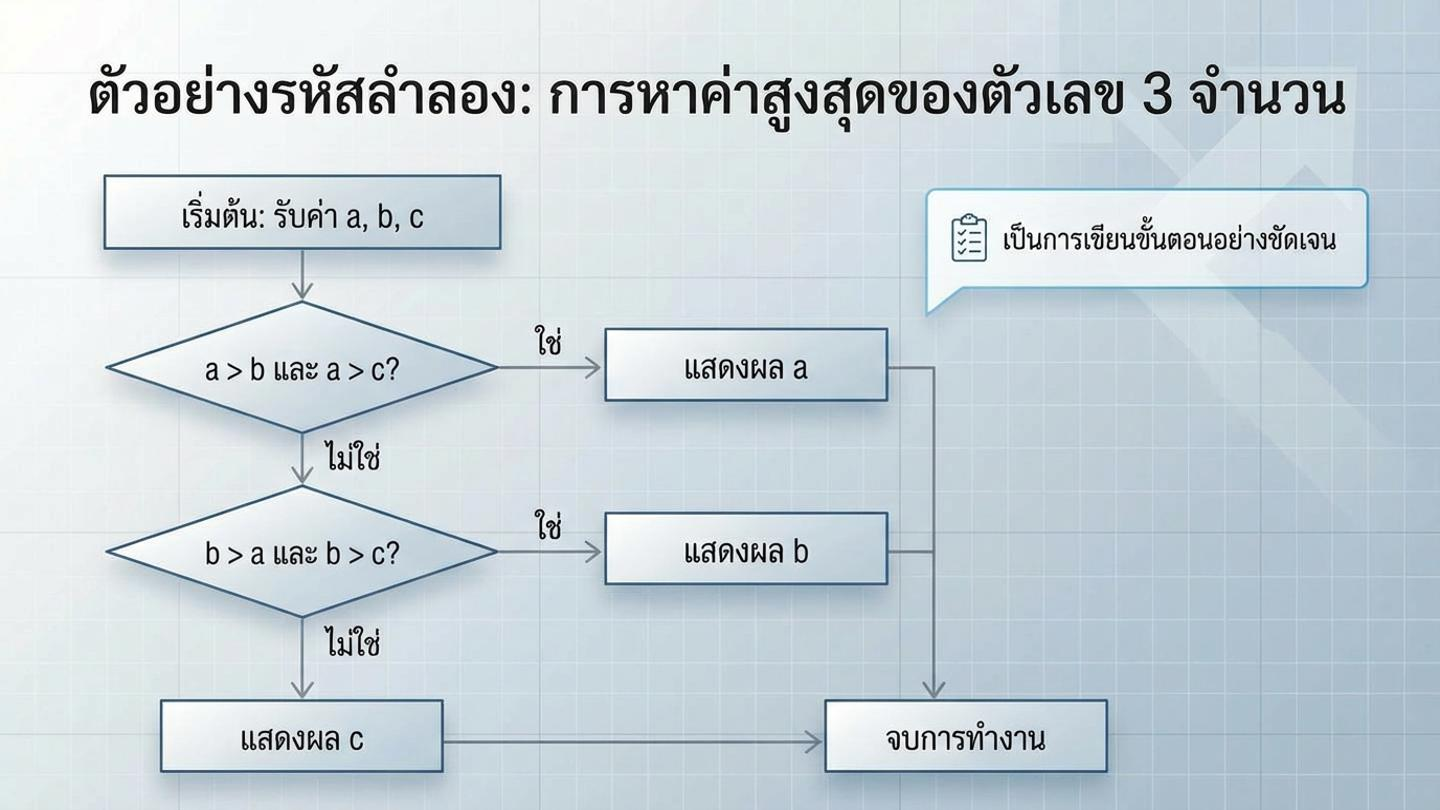 ตัวอย่างรหัสลำลอง: การหาค่าสูงสุดของตัวเลข 3 จำนวน
เริ่มต้น: รับค่า a, b, c
เป็นการเขียนขั้นตอนอย่างชัดเจน
a > b และ a > c?
ใช่
แสดงผล a
ไม่ใช่
b > a และ b > c?
ใช่
แสดงผล b
ไม่ใช่
แสดงผล c
จบการทำงาน